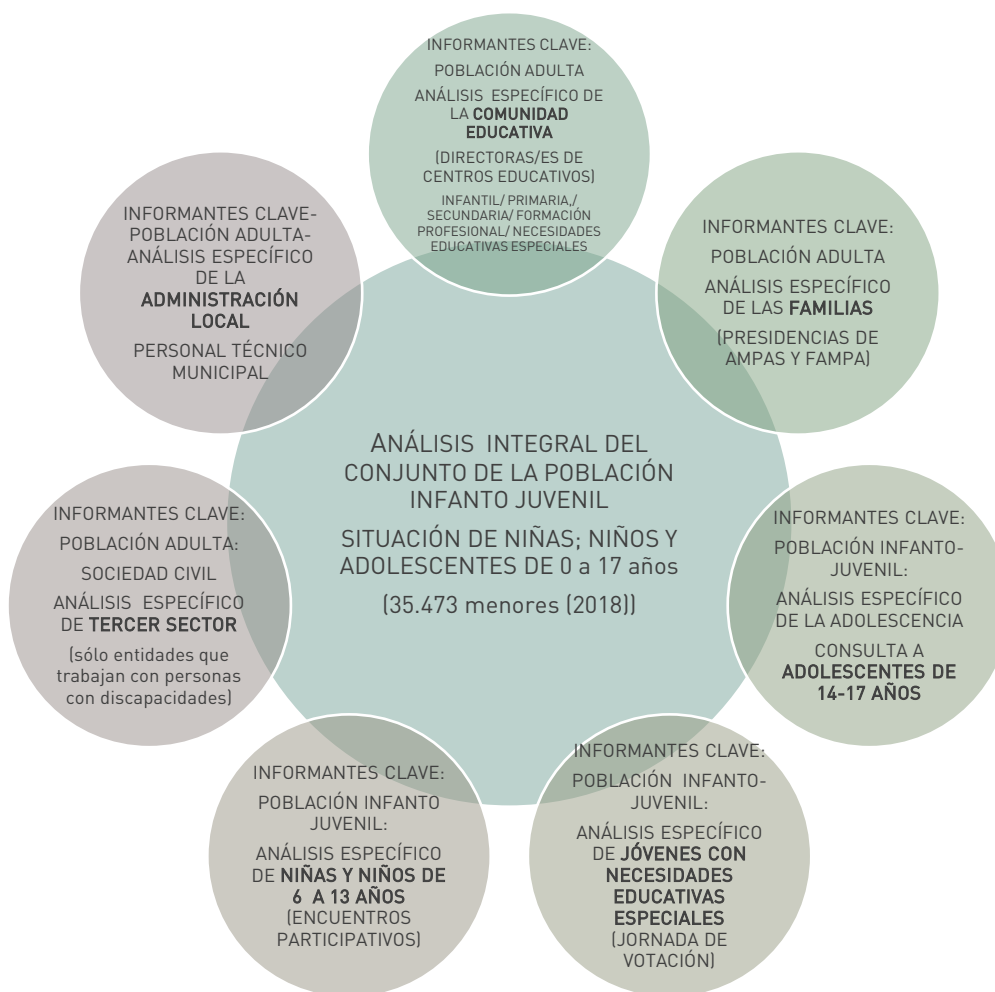 INFORMANTES CLAVE:
POBLACIÓN ADULTA
ANÁLISIS ESPECÍFICO DE
LA COMUNIDAD
EDUCATIVA
(DIRECTORAS/ES DE
CENTROS EDUCATIVOS)
INFANTIL/ PRIMARIA,/
SECUNDARIA/ FORMACIÓN
PROFESIONAL/ NECESIDADES
EDUCATIVAS ESPECIALES
INFORMANTES CLAVE:
POBLACIÓN ADULTA
ANÁLISIS ESPECÍFICO
DE LAS FAMILIAS
(PRESIDENCIAS DE
AMPAS Y FAMPA)
INFORMANTES CLAVE:
POBLACIÓN INFANTO-
JUVENIL:
ANÁLISIS ESPECÍFICO
DE LA ADOLESCENCIA
CONSULTA A
ADOLESCENTES DE
14-17 AÑOS
INFORMANTES CLAVE:
POBLACIÓN INFANTO-
JUVENIL:
ANÁLISIS ESPECÍFICO
DE JÓVENES CON
NECESIDADES
EDUCATIVAS
ESPECIALES
(JORNADA DE
VOTACIÓN)
INFORMANTES CLAVE:
POBLACIÓN INFANTO
JUVENIL:
ANÁLISIS ESPECÍFICO
DE NIÑAS Y NIÑOS DE
6 A 13 AÑOS
(ENCUENTROS
PARTICIPATIVOS)
INFORMANTES CLAVE:
POBLACIÓN ADULTA:
SOCIEDAD CIVIL
ANÁLISIS ESPECÍFICO
DE TERCER SECTOR
(sólo entidades que
trabajan con personas
con discapacidades)
INFORMANTES CLAVE-
POBLACIÓN ADULTA-
ANÁLISIS ESPECÍFICO
DE LA
ADMINISTRACIÓN
LOCAL
PERSONAL TÉCNICO
MUNICIPAL
ANÁLISIS INTEGRAL DEL
CONJUNTO DE LA POBLACIÓN
INFANTO JUVENIL
SITUACIÓN DE NIÑAS; NIÑOS Y
ADOLESCENTES DE 0 a 17 años
(35.473 menores (2018))